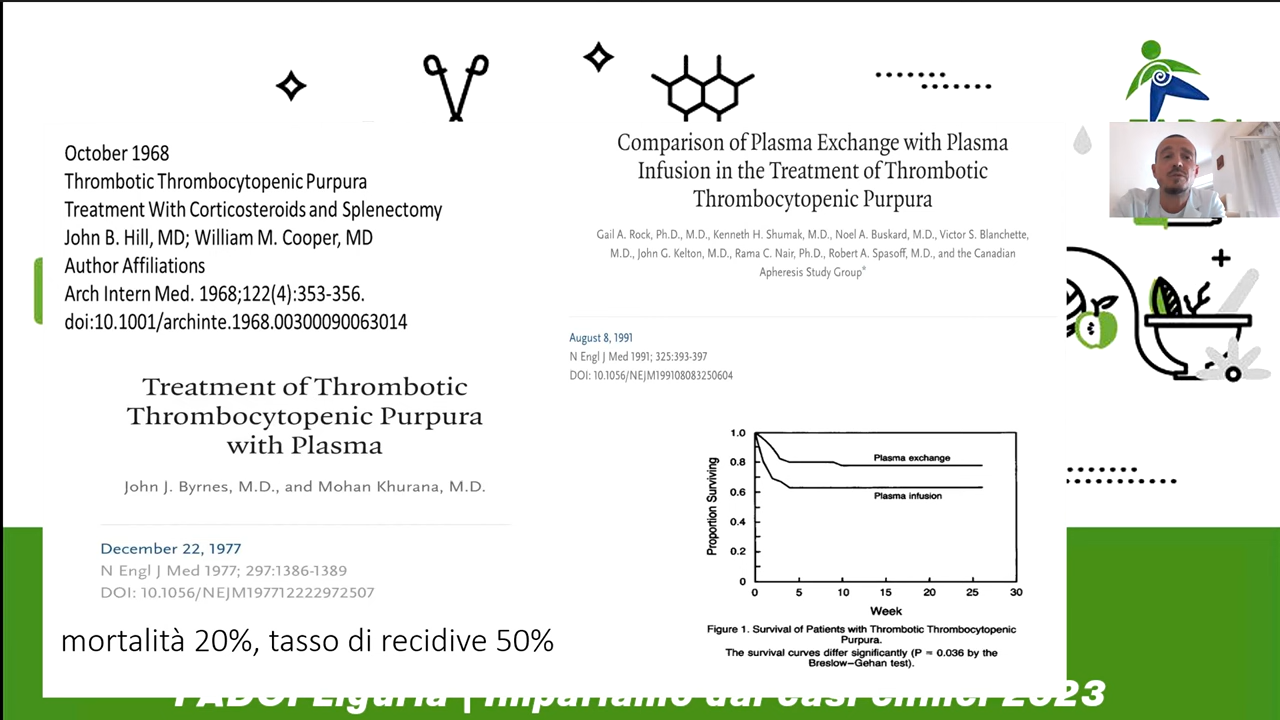 October 1968
Thrombotic Thrombocytopenic Purpura
Treatment With Corticosteroids and Splenectomy
John B. Hill, MD; William M. Cooper, MD
Author Affiliations
Arch Intern Med. 1968;122(4):353-356.
doi:10.1001/archinte.1968.00300090063014
Treatment of Thrombotic
Thrombocytopenic Purpura
with Plasma
John J. Byrnes, M.D., and Mohan Khurana, M.D.
December 22, 1977
N Engl J Med 1977; 297:1386-1389
DOI: 10.1056/NEJM197712222972507
mortalità 20%, tasso di recidive 50%
Comparison of Plasma Exchange with Plasma
Infusion in the Treatment of Thrombotic
Thrombocytopenic Purpura
Gail A. Rock, Ph.D., M.D., Kenneth H. Shumak, M.D., Noel A. Buskard, M.D., Victor S. Blanchette,
M.D., John G. Kelton, M.D., Rama C. Nair, Ph.D., Robert A. Spasoff, M.D., and the Canadian
Apheresis Study Group*
August 8, 1991
N Engl J Med 1991; 325:393-397
DOI: 10.1056/NEJM199108083250604
Proportion Surviving
1.0
0.8
0.6
0.4
0.2
0
Plasma exchange
Plasma infusion
0 5 10 15 20 25 30
Week
Figure 1. Survival of Patients with Thrombotic Thrombocytopenic
Purpura.
The survival curves differ significantly (P = 0.036 by the
Breslow–Gehan test).
FADOI Liguria | Impariamo dai casi clinici 2023